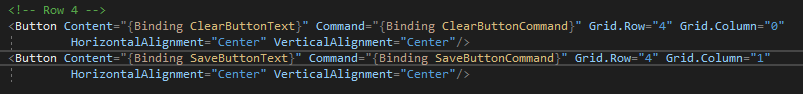 <!-- Row 4 -->
<Button Content="{Binding ClearButtonText}" Command="{Binding ClearButtonCommand}" Grid.Row="4" Grid.Column="0"
HorizontalAlignment="Center" VerticalAlignment="Center"/>
<Button Content="{Binding SaveButtonText}" Command="{Binding SaveButtonCommand}" Grid.Row="4" Grid.Column="1"
HorizontalAlignment="Center" VerticalAlignment="Center"/>